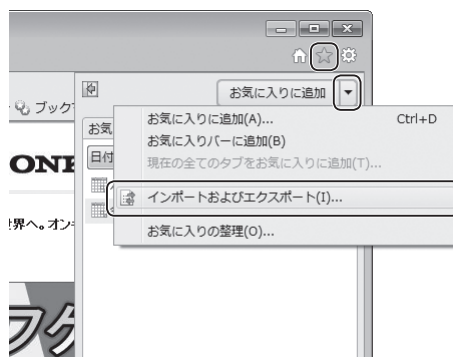 お気に入りに追加
ブック
お気に入りに追加(A)... Ctrl+D
お気
お気に入りバーに追加(B)
日付
現在の全てのタブをお気に入りに追加(T)...
ONE
インポートおよびエクスポート(I)...
世界へ。オン
お気に入りの整理(O)...
フ